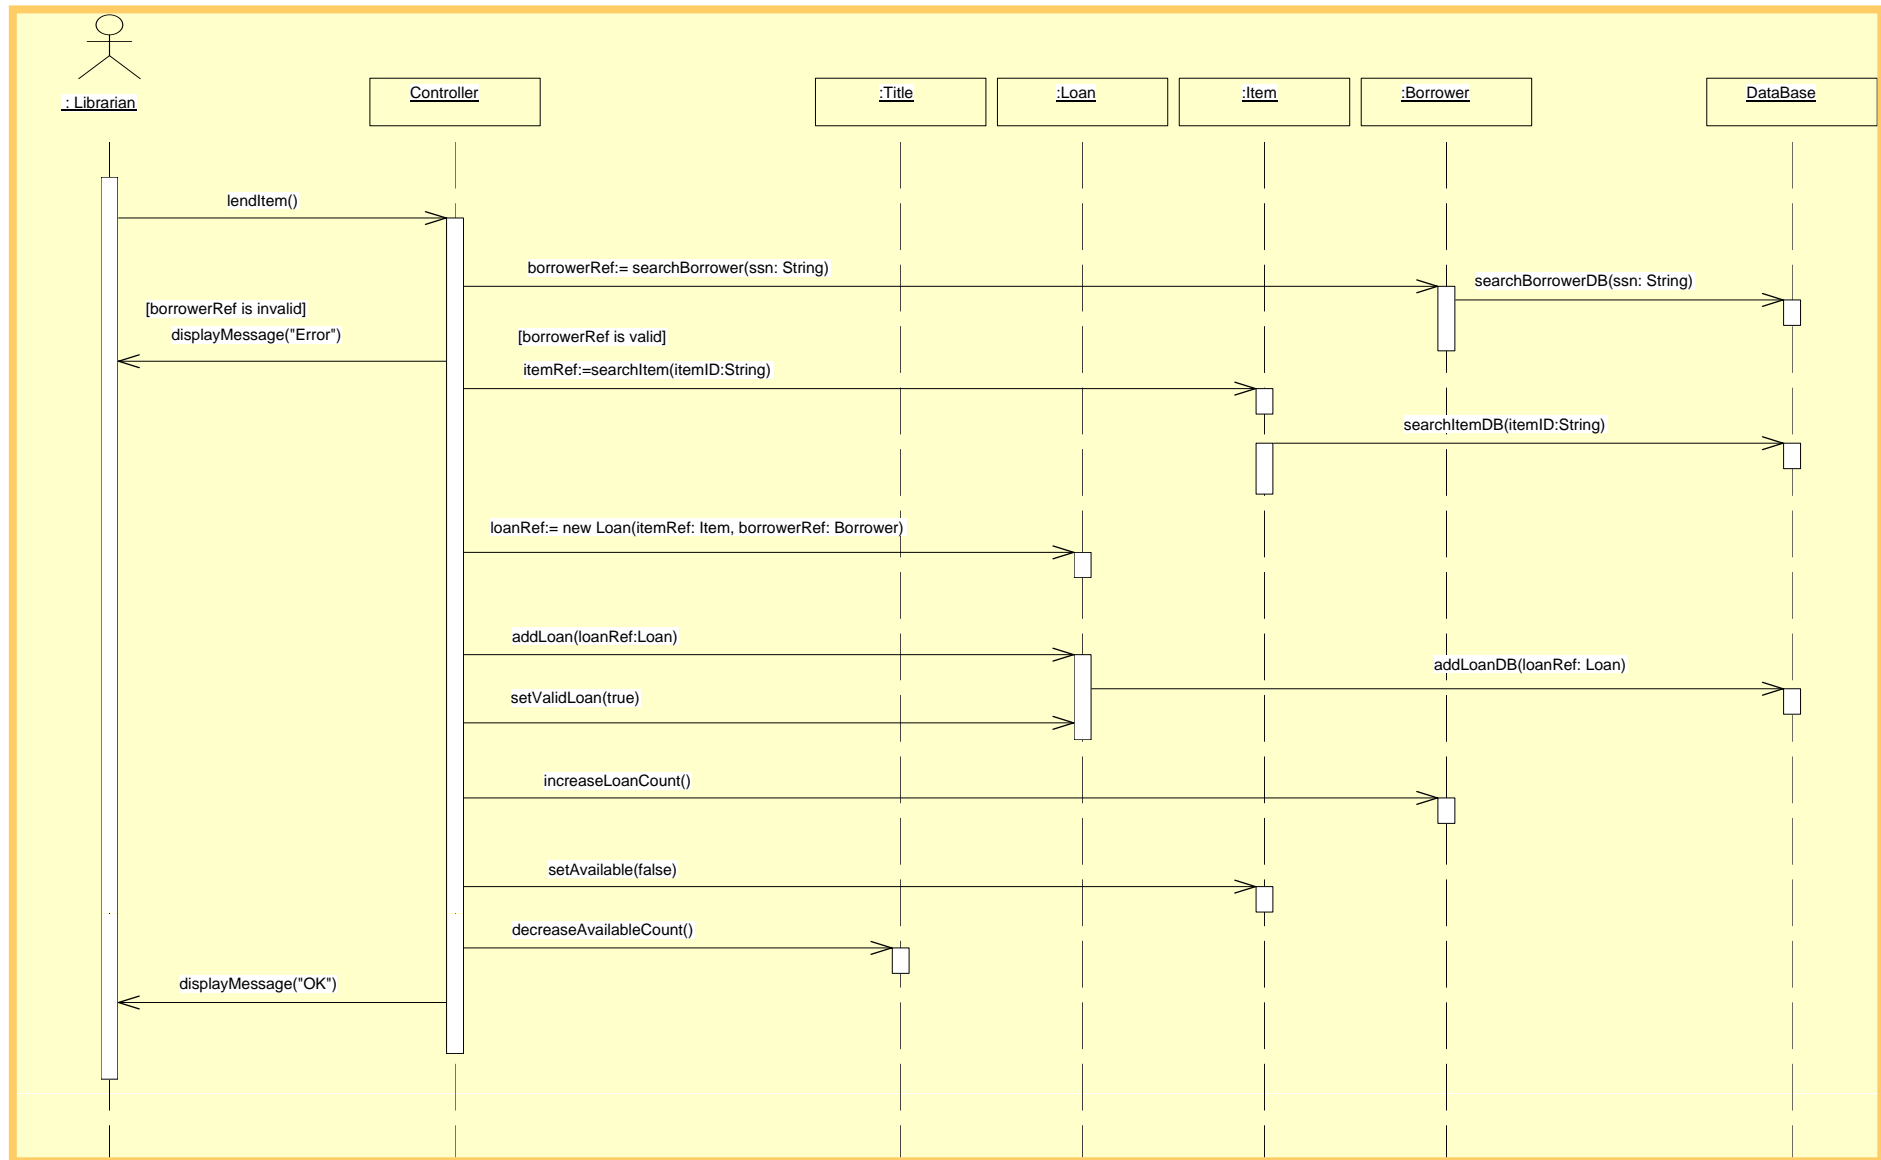 : Librarian
Controller
:Title
:Loan
:Item
:Borrower
DataBase
lendItem()
borrowerRef:= searchBorrower(ssn: String)
searchBorrowerDB(ssn: String)
[borrowerRef is invalid]
displayMessage("Error")
[borrowerRef is valid]
itemRef:=searchItem(itemID:String)
searchItemDB(itemID:String)
loanRef:= new Loan(itemRef: Item, borrowerRef: Borrower)
addLoan(loanRef:Loan)
addLoanDB(loanRef: Loan)
setValidLoan(true)
increaseLoanCount()
setAvailable(false)
decreaseAvailableCount()
displayMessage("OK")